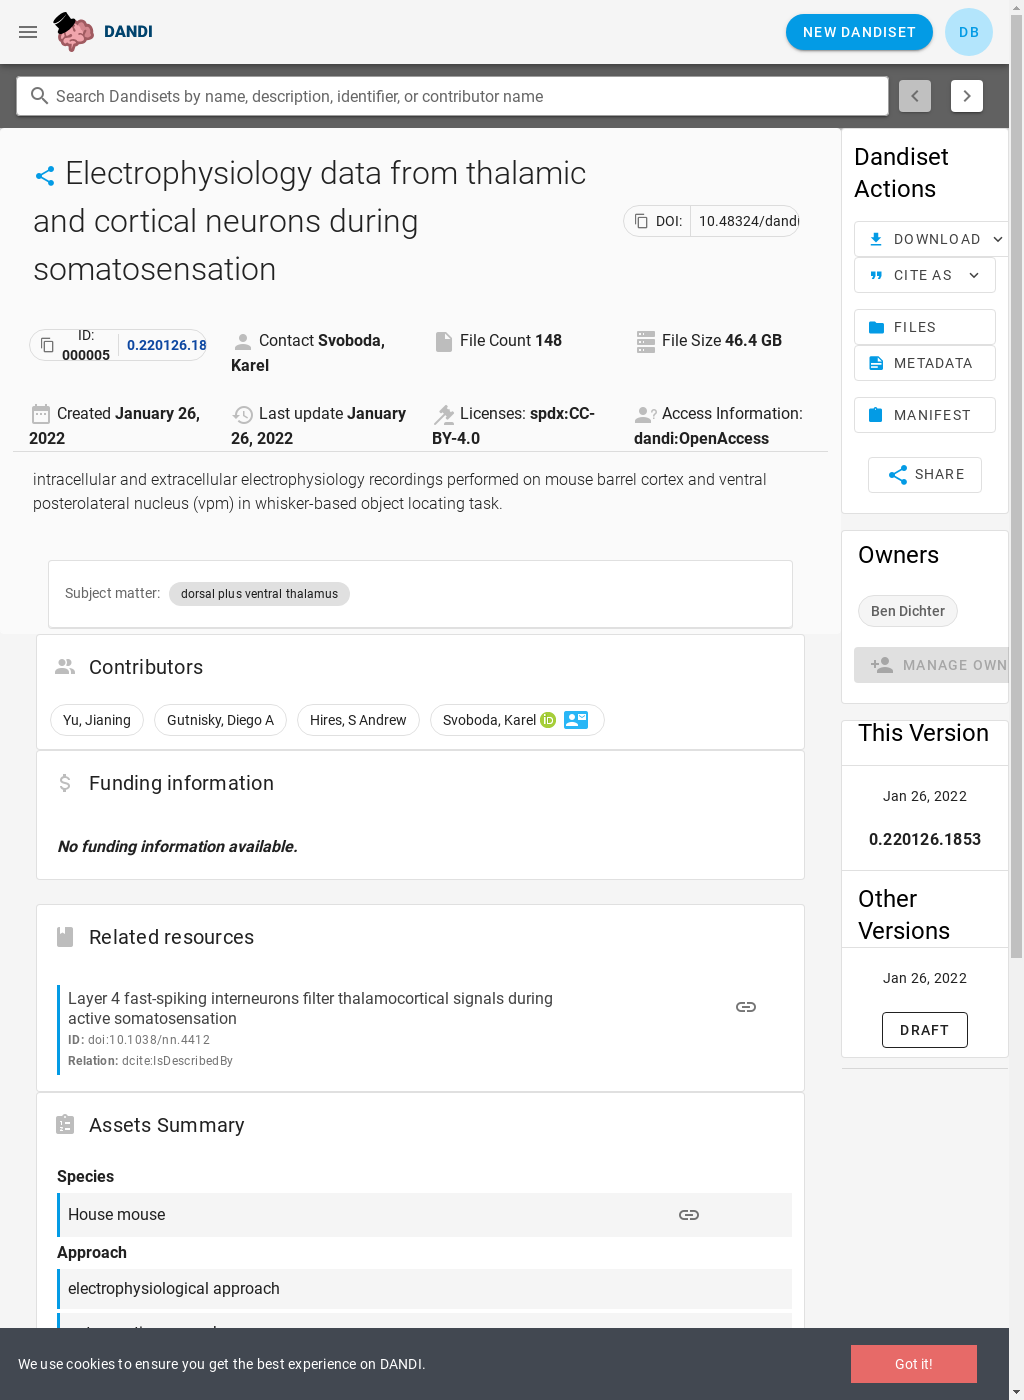 DANDI
NEW DANDISET
DB
Search Dandisets by name, description, identifier, or contributor name
Electrophysiology data from thalamic
and cortical neurons during
somatosensation
DOI: 10.48324/dandi
ID:
000005
0.220126.18
Contact Svoboda,
Karel
File Count 148
File Size 46.4 GB
Created January 26,
2022
Last update January
26, 2022
Licenses: spdx:CC-
BY-4.0
Access Information:
dandi:OpenAccess
intracellular and extracellular electrophysiology recordings performed on mouse barrel cortex and ventral
posterolateral nucleus (vpm) in whisker-based object locating task.
Subject matter: dorsal plus ventral thalamus
Contributors
Yu, Jianing
Gutnisky, Diego A
Hires, S Andrew
Svoboda, Karel iD
Funding information
No funding information available.
Related resources
Layer 4 fast-spiking interneurons filter thalamocortical signals during
active somatosensation
ID: doi:10.1038/nn.4412
Relation: dcite:IsDescribedBy
Assets Summary
Species
House mouse
Approach
electrophysiological approach
Dandiset
Actions
DOWNLOAD
CITE AS
FILES
METADATA
MANIFEST
SHARE
Owners
Ben Dichter
MANAGE OWN
This Version
Jan 26, 2022
0.220126.1853
Other
Versions
Jan 26, 2022
DRAFT
We use cookies to ensure you get the best experience on DANDI.
Got it!